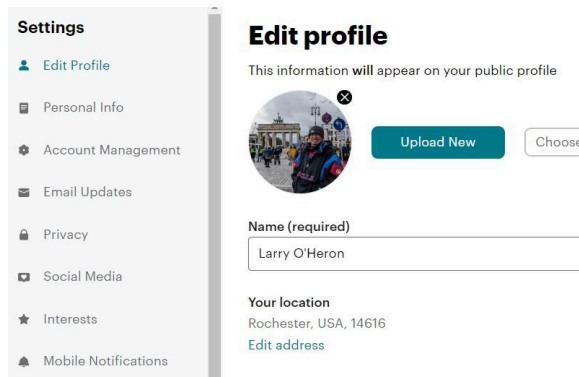 Settings
Edit Profile
Personal Info
Account Management
Email Updates
Privacy
Social Media
Interests
Mobile Notifications
Edit profile
This information will appear on your public profile
Upload New
Choose
Name (required)
Larry O'Heron
Your location
Rochester, USA, 14616
Edit address